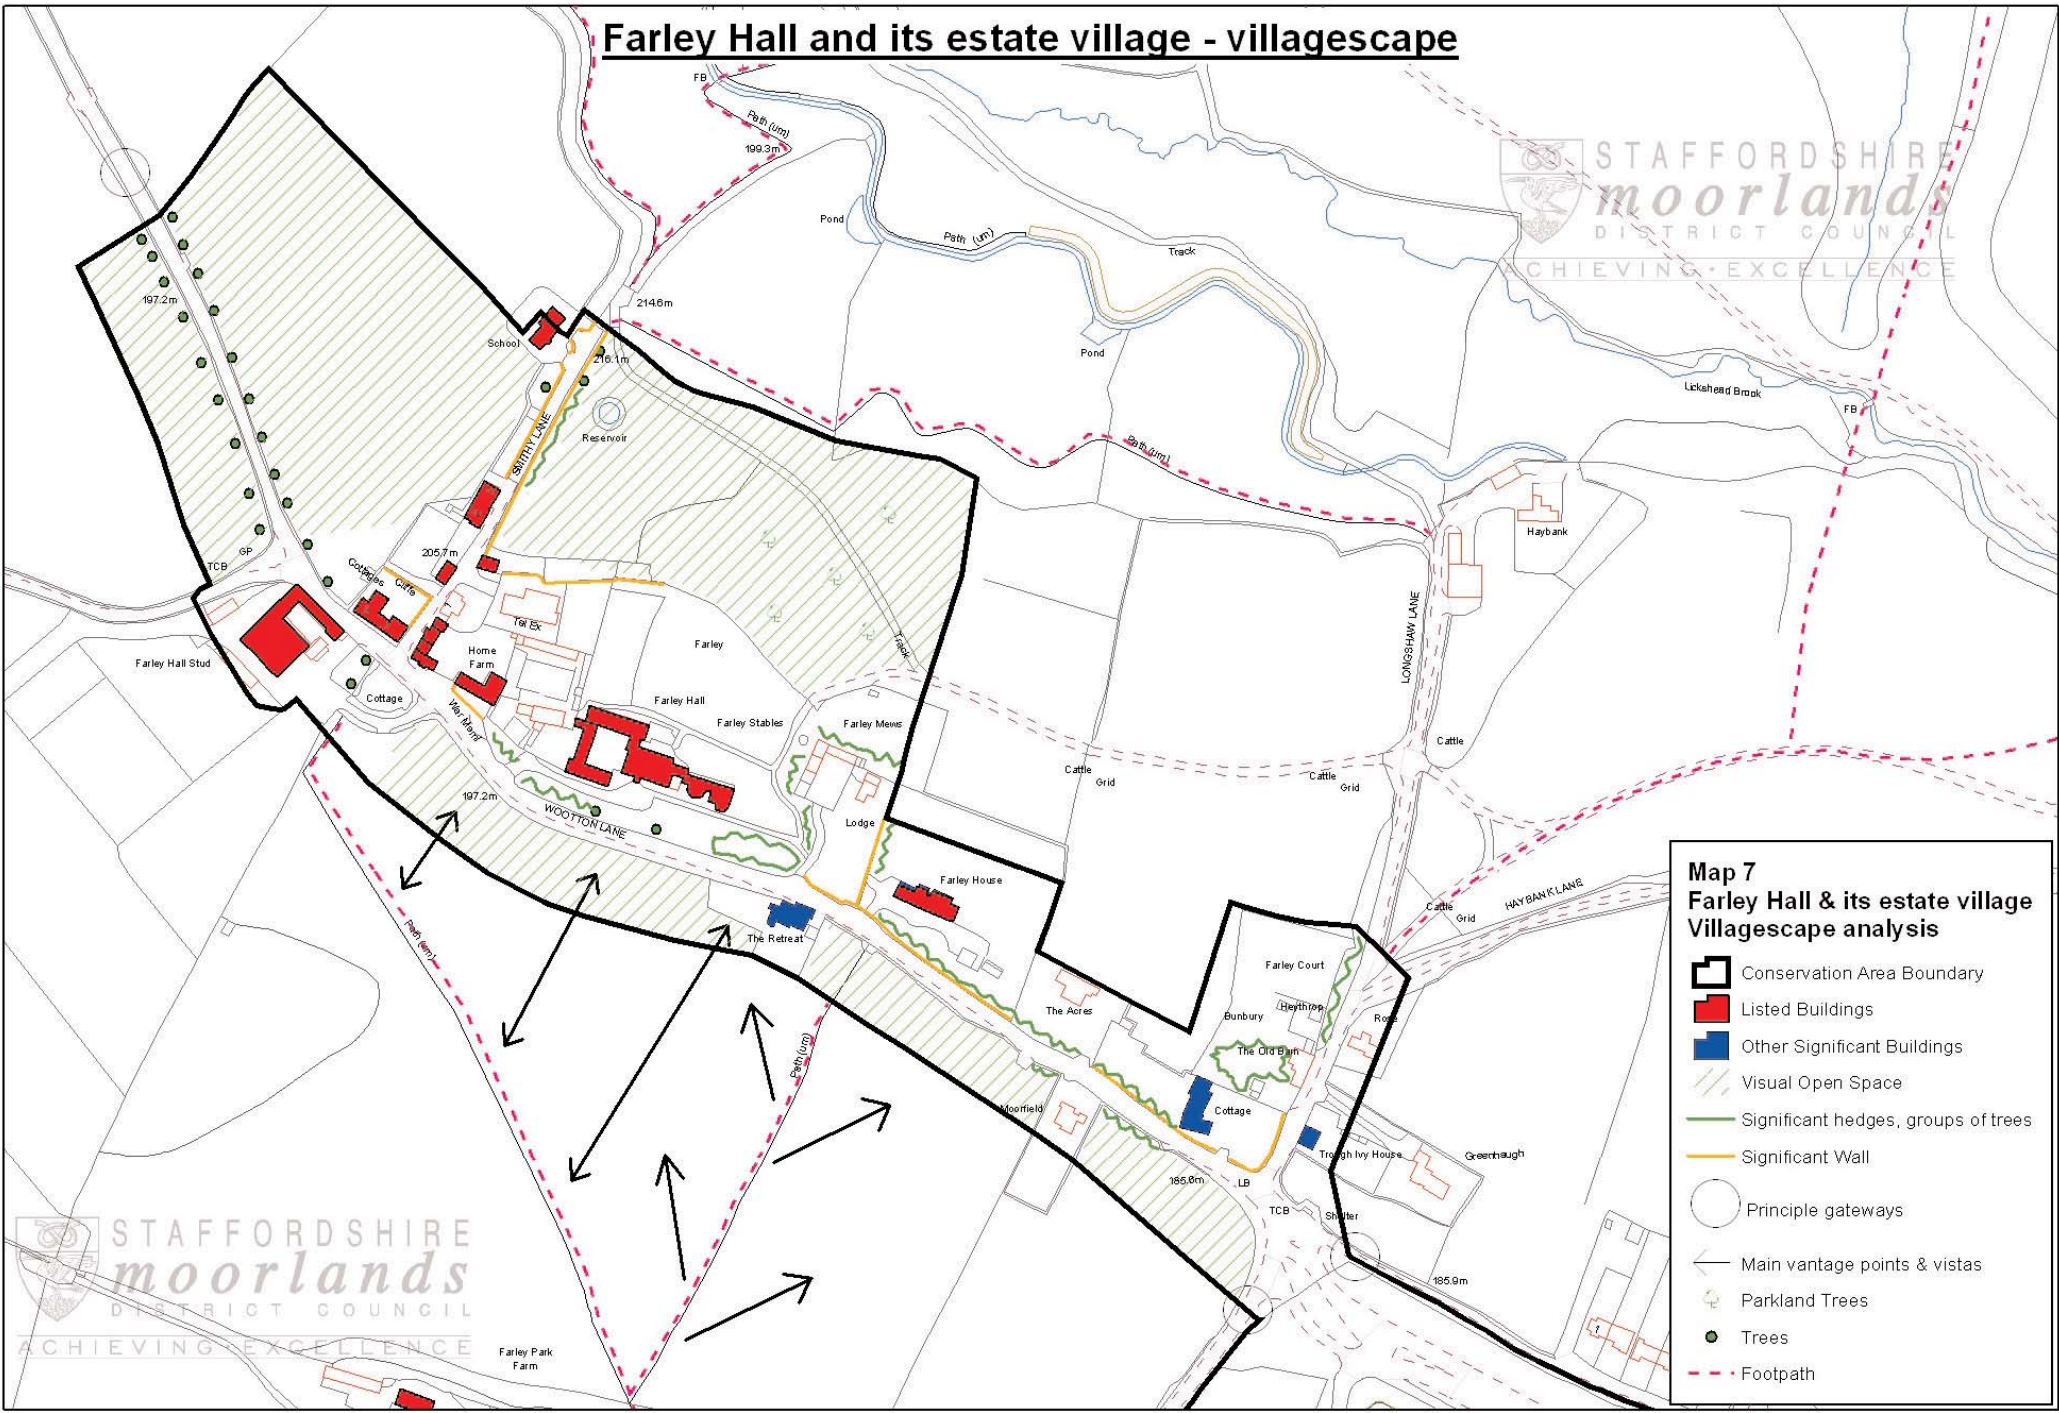 Farley Hall and its estate village - villagescape
FB
Path (um)
199.3m
STAFFORDSHIRE
moorlands
DISTRICT COUNCIL
ACHIEVING · EXCELLENCE
Pond
Path (um)
Track
197.2m
214.6m
School
216.1m
Pond
Lickshead Brook
FB
SMITHY LANE
Reservoir
Path (um)
Haybank
GP
TCB
205.7m
Cottages
Cliffe
Tel Ex
LONGSHAW LANE
Farley
Track
Home
Farm
Farley Hall Stud
Cottage
War Meml
Farley Hall
Farley Stables
Farley Mews
Cattle
Cattle
Grid
Cattle
Grid
197.2m
WOOTTON LANE
Lodge
Farley House
Cattle
Grid
HAYBANK LANE
Path (um)
The Retreat
Farley Court
The Acres
Bunbury
Heythrop
Rose
The Old Barn
Path (um)
Moorfield
Cottage
Trough
Ivy House
Greenhaugh
185.6m
LB
TCB
Shelter
185.9m
STAFFORDSHIRE
moorlands
DISTRICT COUNCIL
ACHIEVING · EXCELLENCE
Farley Park
Farm
1
Map 7
Farley Hall & its estate village
Villagescape analysis
Conservation Area Boundary
Listed Buildings
Other Significant Buildings
Visual Open Space
Significant hedges, groups of trees
Significant Wall
Principle gateways
Main vantage points & vistas
Parkland Trees
Trees
Footpath